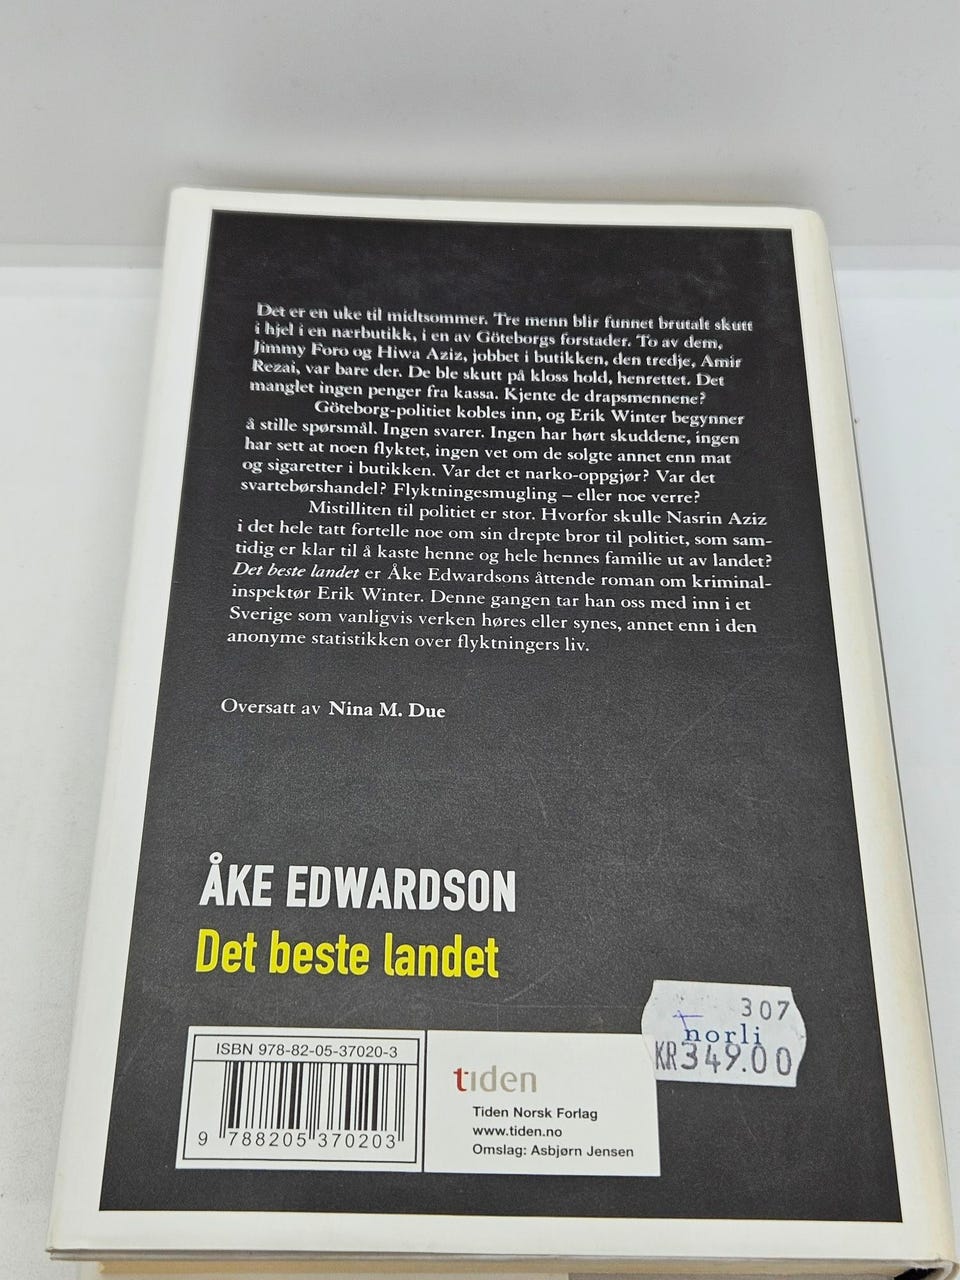 Det er en uke til midtsommer. Tre menn blir funnet brutalt skutt
i hjel i en nærbutikk, i en av Göteborgs forstader. To av dem,
Jimmy Foro og Hiwa Aziz, jobbet i butikken, den tredje, Amir
Rezai, var bare der. De ble skutt på kloss hold, henrettet. Det
manglet ingen penger fra kassa. Kjente de drapsmennene?
Göteborg-politiet kobles inn, og Erik Winter begynner
å stille spørsmål. Ingen svarer. Ingen har hørt skuddene, ingen
har sett at noen flyktet, ingen vet om de solgte annet enn mat
og sigaretter i butikken. Var det et narko-oppgjør? Var det
svartebørshandel? Flyktningesmugling – eller noe verre?
Mistilliten til politiet er stor. Hvorfor skulle Nasrin Aziz
i det hele tatt fortelle noe om sin drepte bror til politiet, som sam-
tidig er klar til å kaste henne og hele hennes familie ut av landet?
Det beste landet er Åke Edwardsons åttende roman om kriminal-
inspektør Erik Winter. Denne gangen tar han oss med inn i et
Sverige som vanligvis verken høres eller synes, annet enn i den
anonyme statistikken over flyktningers liv.
Oversatt av Nina M. Due
ÅKE EDWARDSON
Det beste landet
307
norli
KR349.00
ISBN 978-82-05-37020-3
9 788205 370203
tiden
Tiden Norsk Forlag
www.tiden.no
Omslag: Asbjørn Jensen